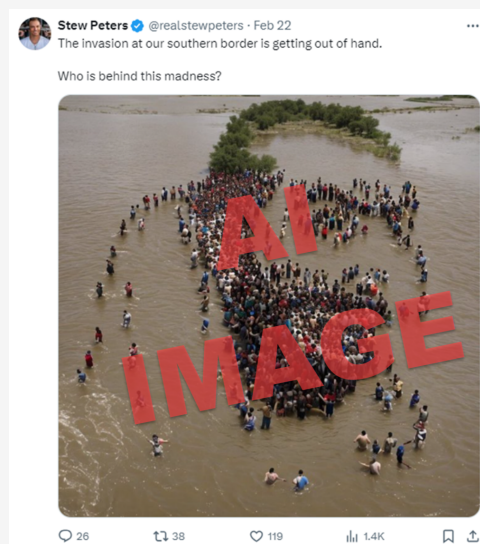 Stew Peters @realstewpeters · Feb 22
The invasion at our southern border is getting out of hand.
Who is behind this madness?
AI
IMAGE
26 38 119 1.4K